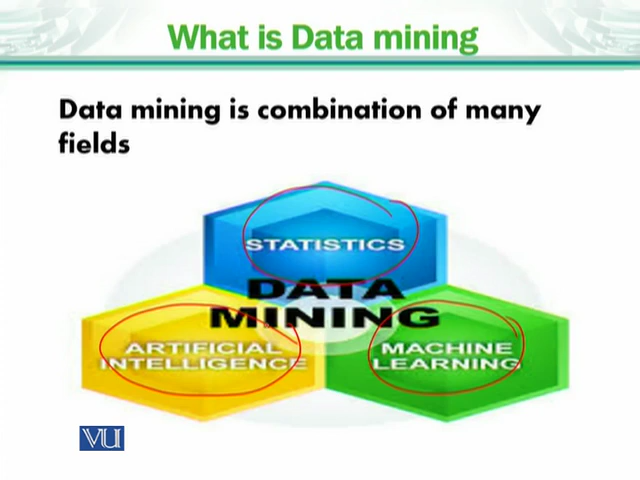 What is Data mining
Data mining is combination of many
fields
STATISTICS
DATA
MINING
ARTIFICIAL
INTELLIGENCE
MACHINE
LEARNING
VU